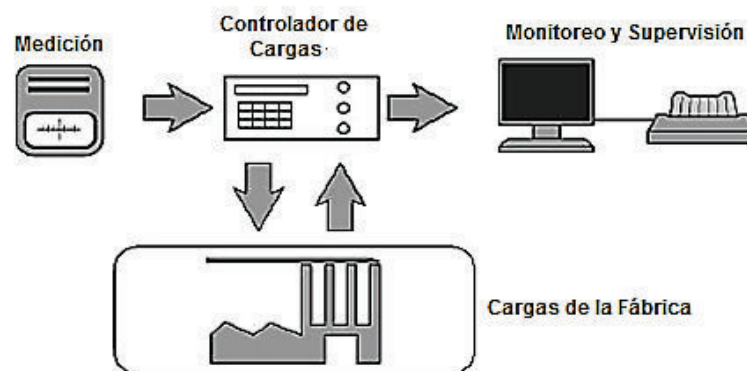 Medición
Controlador de
Cargas
Monitoreo y Supervisión
Cargas de la Fábrica